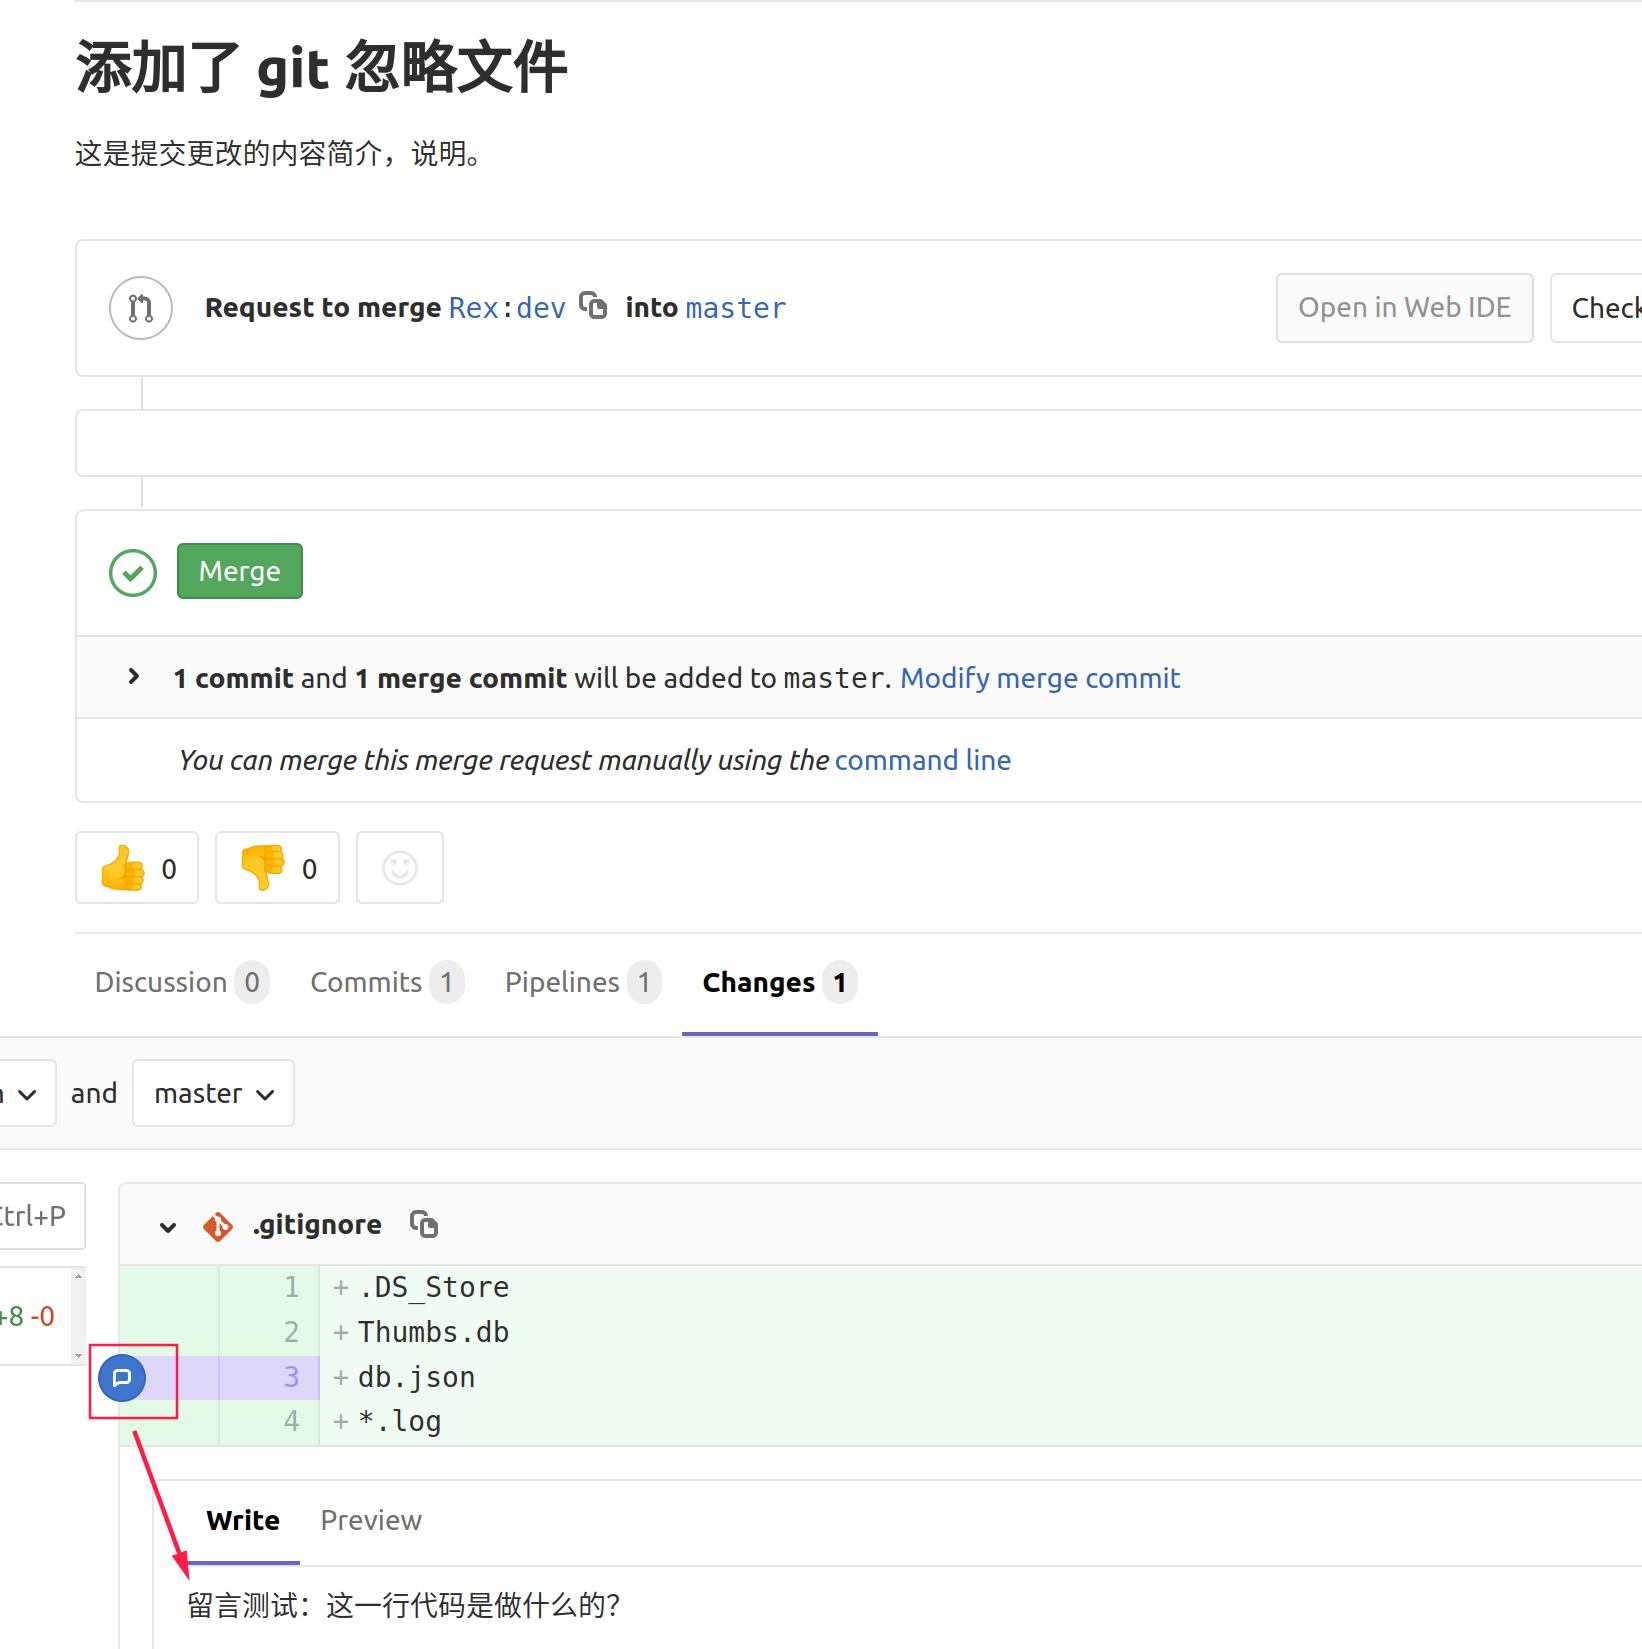 添加了 git 忽略文件
这是提交更改的内容简介，说明。
Request to merge Rex:dev into master
Open in Web IDE
Check
Merge
1 commit and 1 merge commit will be added to master. Modify merge commit
You can merge this merge request manually using the command line
0 0
Discussion 0 Commits 1 Pipelines 1 Changes 1
and master
Ctrl+P
.gitignore
+8 -0
1 + .DS_Store
2 + Thumbs.db
3 + db.json
4 + *.log
Write Preview
留言测试：这一行代码是做什么的？